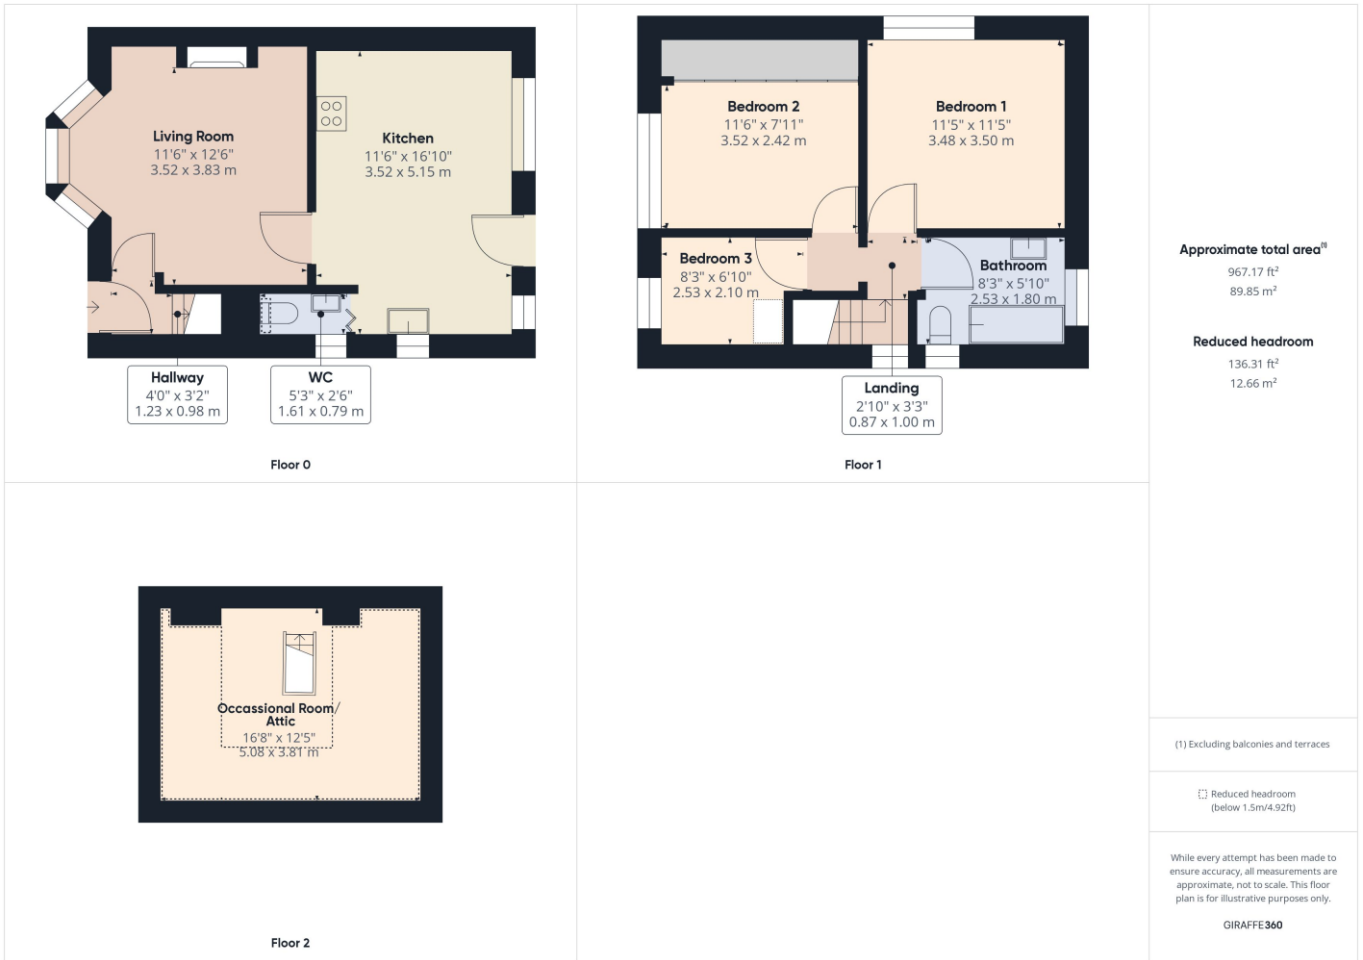 Living Room
11'6" x 12'6"
3.52 x 3.83 m
Kitchen
11'6" x 16'10"
3.52 x 5.15 m
Hallway
4'0" x 3'2"
1.23 x 0.98 m
WC
5'3" x 2'6"
1.61 x 0.79 m
Floor 0
Bedroom 2
11'6" x 7'11"
3.52 x 2.42 m
Bedroom 1
11'5" x 11'5"
3.48 x 3.50 m
Bedroom 3
8'3" x 6'10"
2.53 x 2.10 m
Bathroom
8'3" x 5'10"
2.53 x 1.80 m
Landing
2'10" x 3'3"
0.87 x 1.00 m
Floor 1
Occassional Room/
Attic
16'8" x 12'5"
5.08 x 3.81 m
Floor 2
Approximate total area(1)
967.17 ft²
89.85 m²
Reduced headroom
136.31 ft²
12.66 m²
(1) Excluding balconies and terraces
Reduced headroom
(below 1.5m/4.92ft)
While every attempt has been made to
ensure accuracy, all measurements are
approximate, not to scale. This floor
plan is for illustrative purposes only.
GIRAFFE360